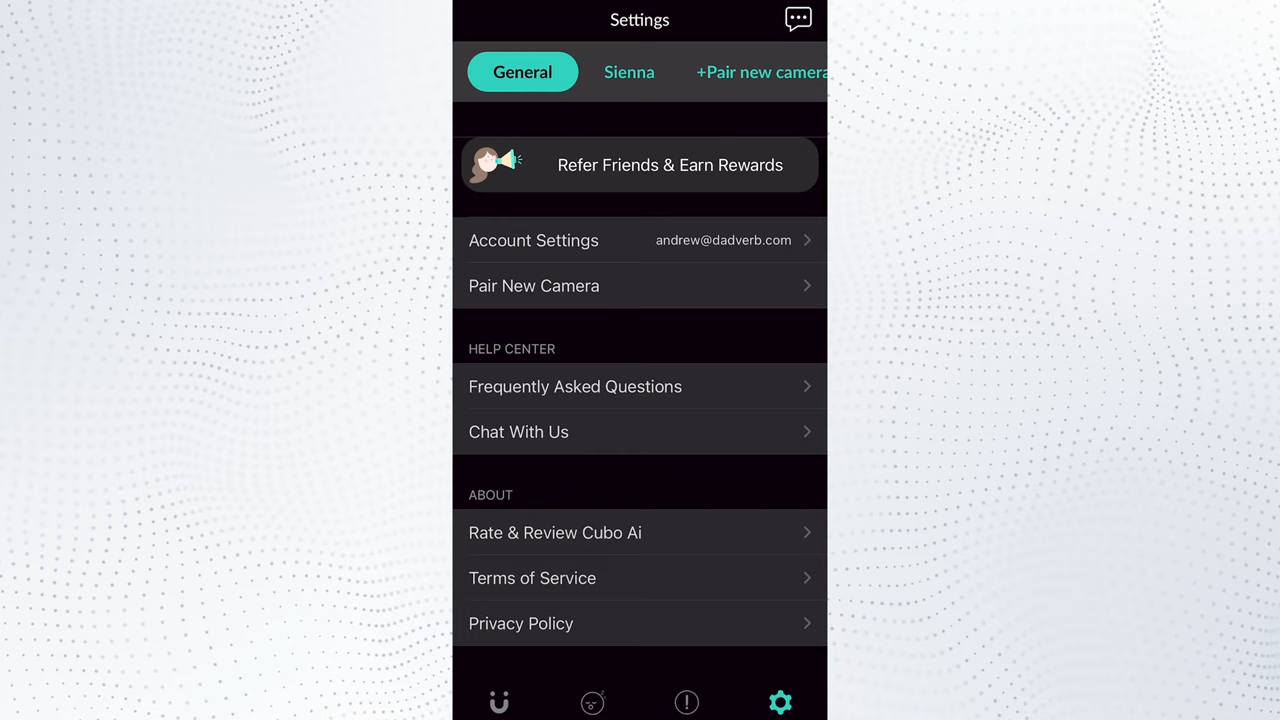 Settings
General Sienna +Pair new camera
Refer Friends & Earn Rewards
Account Settings andrew@dadverb.com
Pair New Camera
HELP CENTER
Frequently Asked Questions
Chat With Us
ABOUT
Rate & Review Cubo Ai
Terms of Service
Privacy Policy